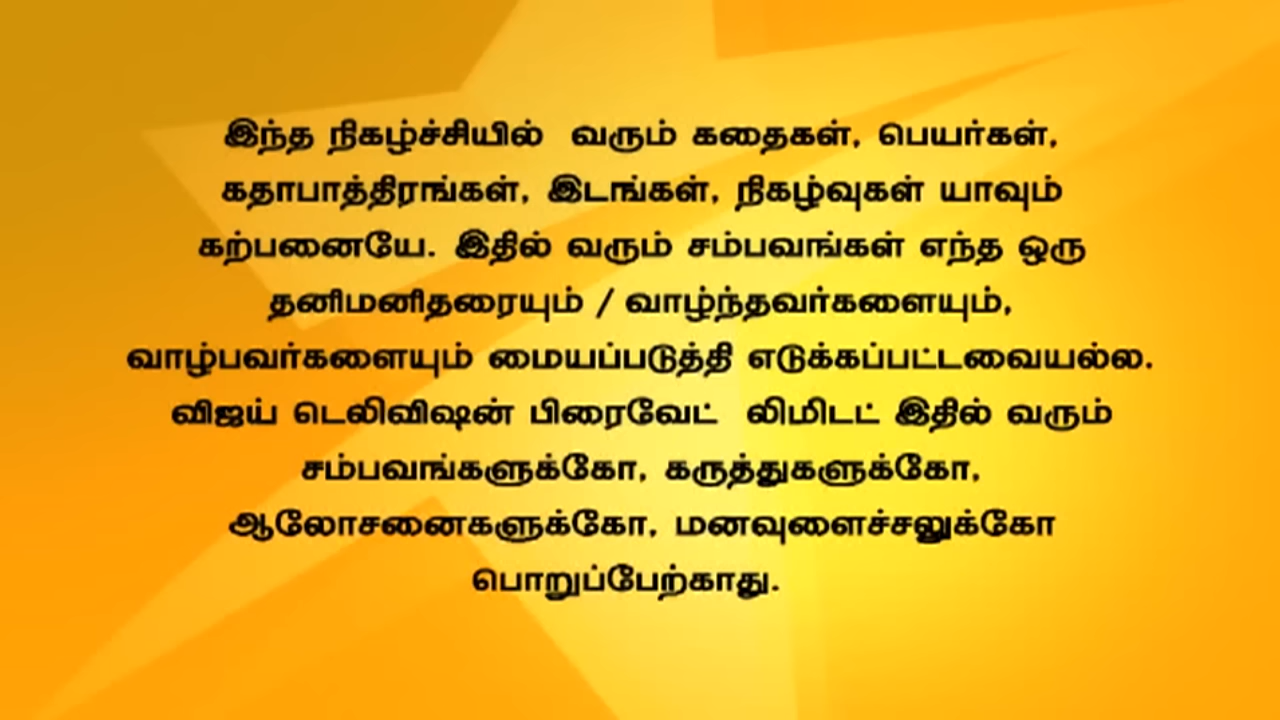 இந்த நிகழ்ச்சியில் வரும் கதைகள், பெயர்கள்,
கதாபாத்திரங்கள், இடங்கள், நிகழ்வுகள் யாவும்
கற்பனையே. இதில் வரும் சம்பவங்கள் எந்த ஒரு
தனிமனிதரையும் / வாழ்ந்தவர்களையும்,
வாழ்பவர்களையும் மையப்படுத்தி எடுக்கப்பட்டவையல்ல.
விஜய் டெலிவிஷன் பிரைவேட் லிமிடட் இதில் வரும்
சம்பவங்களுக்கோ, கருத்துகளுக்கோ,
ஆலோசனைகளுக்கோ, மனவுளைச்சலுக்கோ
பொறுப்பேற்காது.